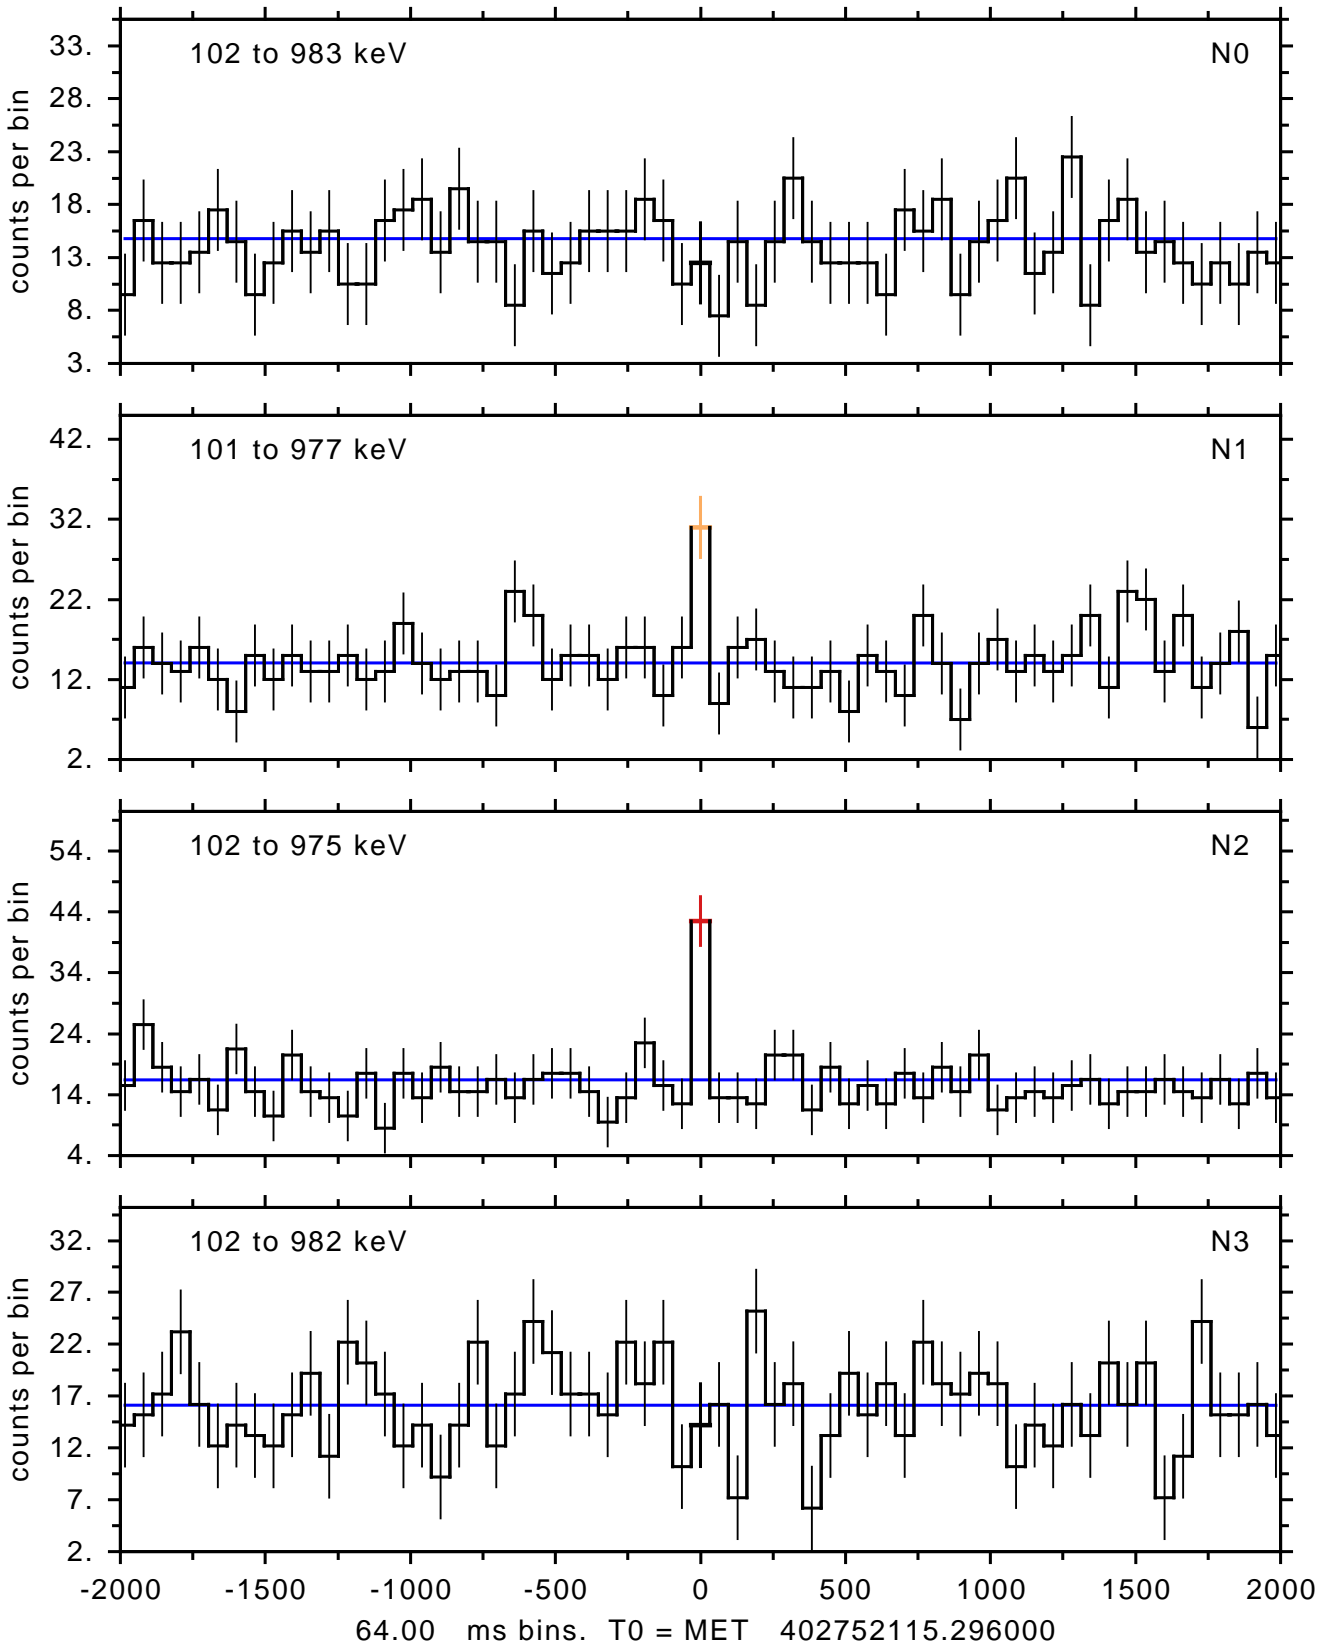 102 to 983 keV N0
33.
28.
23.
18.
13.
8.
3.
counts per bin
101 to 977 keV N1
42.
32.
22.
12.
2.
counts per bin
102 to 975 keV N2
54.
44.
34.
24.
14.
4.
counts per bin
102 to 982 keV N3
32.
27.
22.
17.
12.
7.
2.
counts per bin
-2000 -1500 -1000 -500 0 500 1000 1500 2000
64.00 ms bins. T0 = MET 402752115.296000